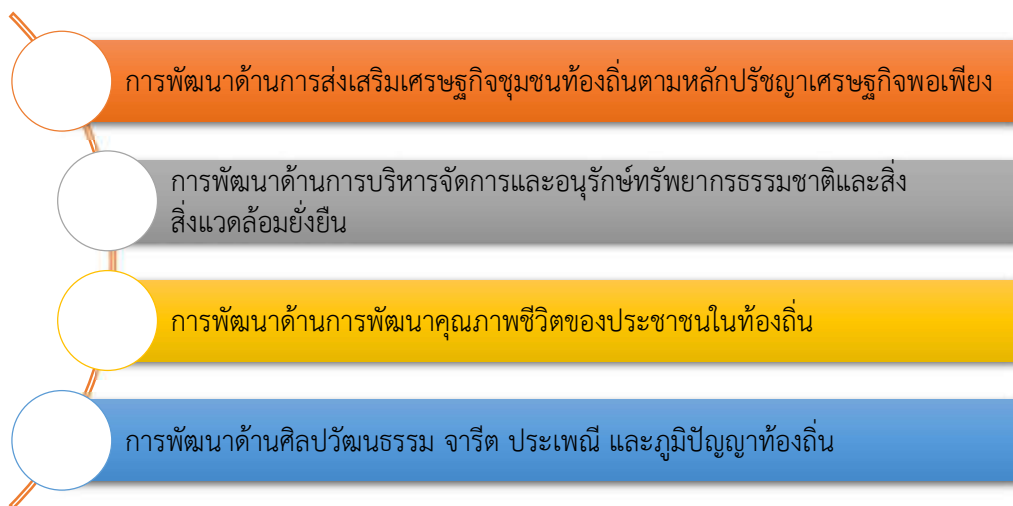 การพัฒนาด้านการส่งเสริมเศรษฐกิจชุมชนท้องถิ่นตามหลักปรัชญาเศรษฐกิจพอเพียง
การพัฒนาด้านการบริหารจัดการและอนุรักษ์ทรัพยากรธรรมชาติและสิ่ง
สิ่งแวดล้อมยั่งยืน
การพัฒนาด้านการพัฒนาคุณภาพชีวิตของประชาชนในท้องถิ่น
การพัฒนาด้านศิลปวัฒนธรรม จารีต ประเพณี และภูมิปัญญาท้องถิ่น